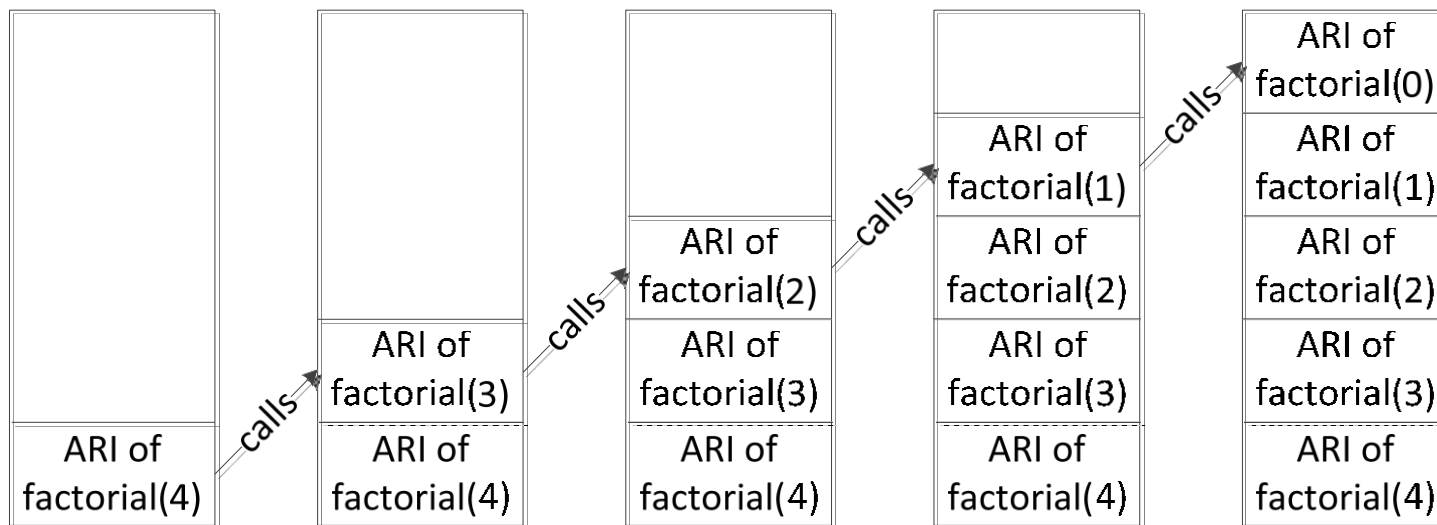 ARI of
factorial(4)
calls
ARI of
factorial(3)
ARI of
factorial(4)
calls
ARI of
factorial(2)
ARI of
factorial(3)
ARI of
factorial(4)
calls
ARI of
factorial(1)
ARI of
factorial(2)
ARI of
factorial(3)
ARI of
factorial(4)
calls
ARI of
factorial(0)
ARI of
factorial(1)
ARI of
factorial(2)
ARI of
factorial(3)
ARI of
factorial(4)